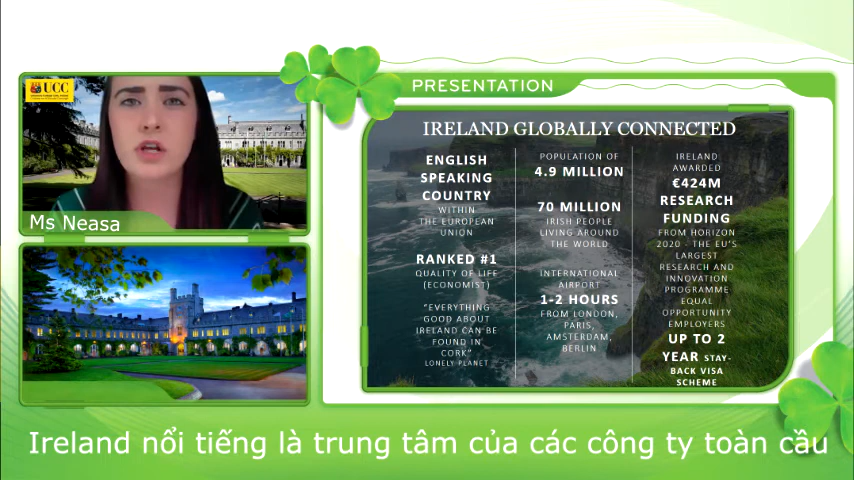 UCC
Ms Neasa
PRESENTATION
IRELAND GLOBALLY CONNECTED
ENGLISH
SPEAKING
COUNTRY
WITHIN
THE EUROPEAN
UNION
RANKED #1
QUALITY OF LIFE
(ECONOMIST)
"EVERYTHING
GOOD ABOUT
IRELAND CAN BE
FOUND IN
CORK"
LONELY PLANET
POPULATION OF
4.9 MILLION
70 MILLION
IRISH PEOPLE
LIVING AROUND
THE WORLD
INTERNATIONAL
AIRPORT
1-2 HOURS
FROM LONDON,
PARIS,
AMSTERDAM,
BERLIN
IRELAND
AWARDED
€424M
RESEARCH
FUNDING
FROM HORIZON
2020 - THE EU'S
LARGEST
RESEARCH AND
INNOVATION
PROGRAMME
EQUAL
OPPORTUNITY
EMPLOYERS
UP TO 2
YEAR STAY-
BACK VISA
SCHEME
Ireland nổi tiếng là trung tâm của các công ty toàn cầu